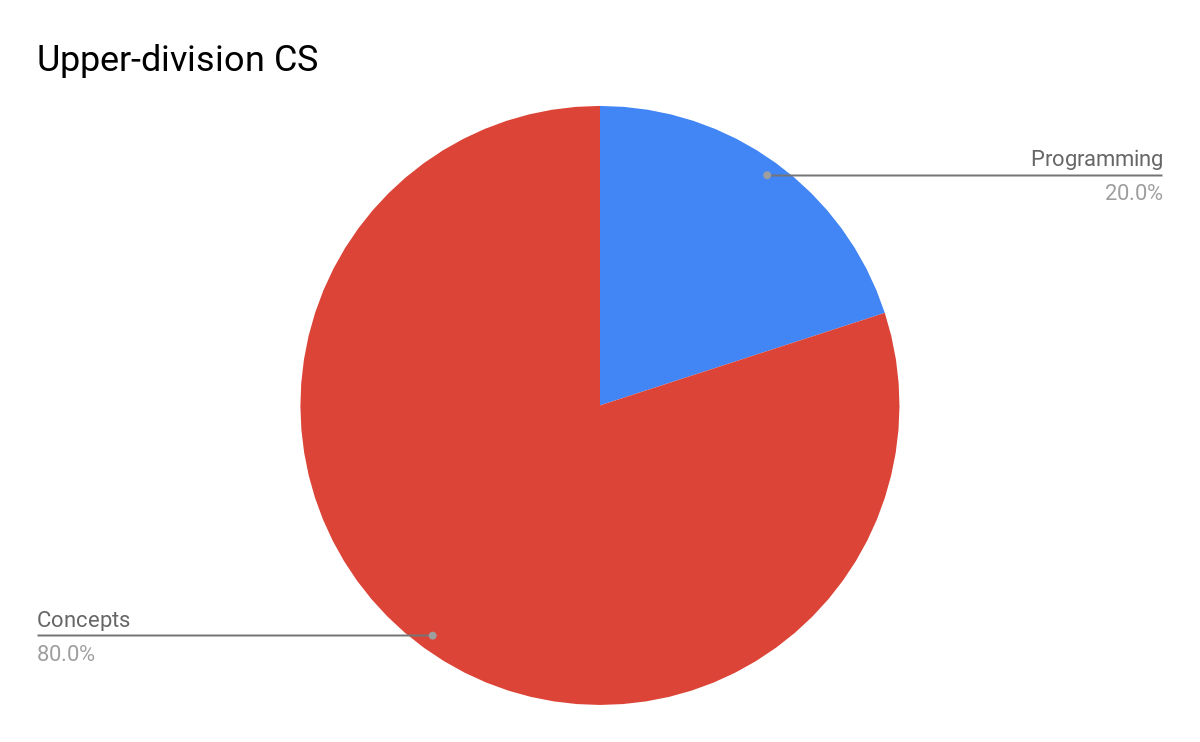 Upper-division CS
Programming
20.0%
Concepts
80.0%